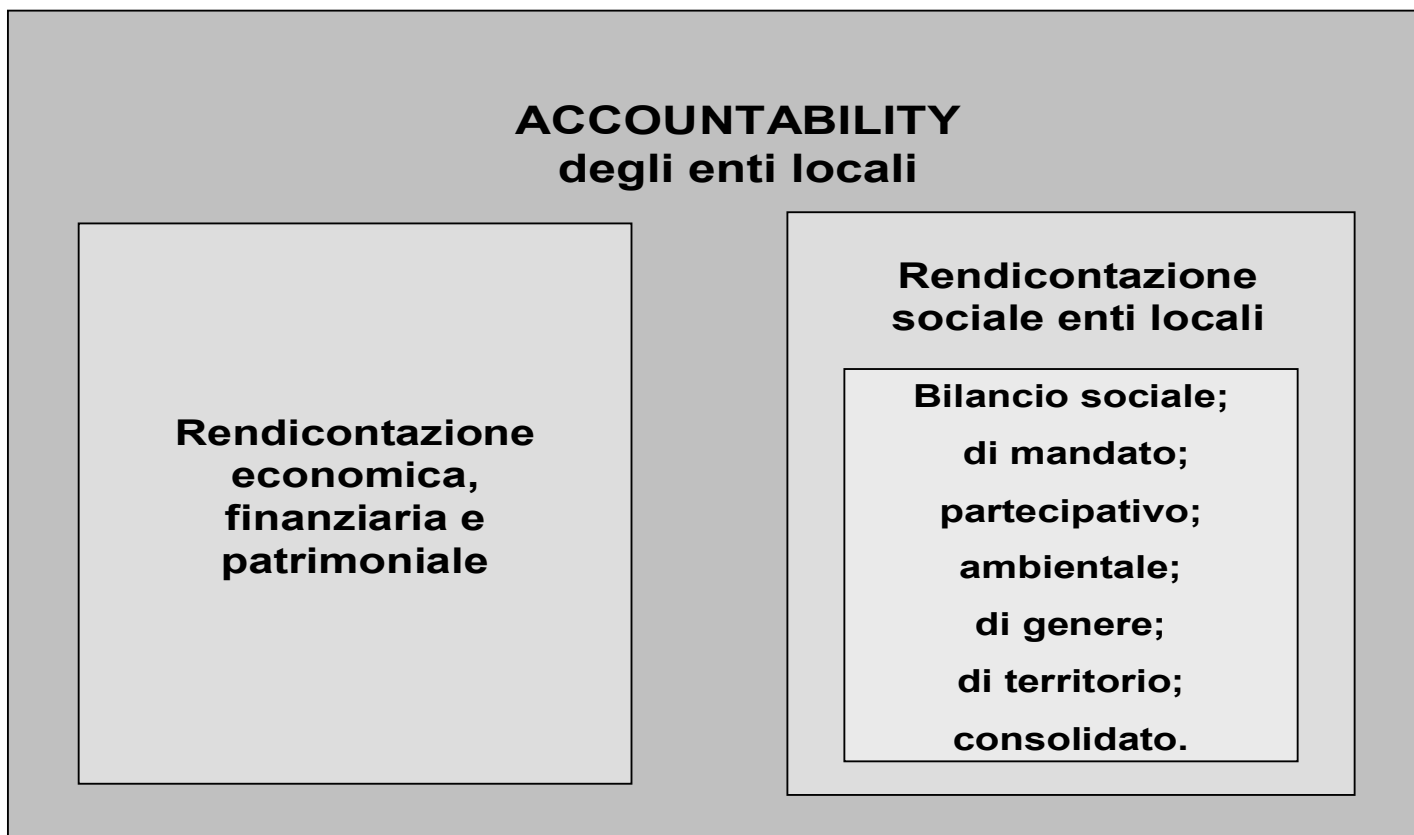 ACCOUNTABILITY
degli enti locali
Rendicontazione
economica,
finanziaria e
patrimoniale
Rendicontazione
sociale enti locali
Bilancio sociale;
di mandato;
partecipativo;
ambientale;
di genere;
di territorio;
consolidato.